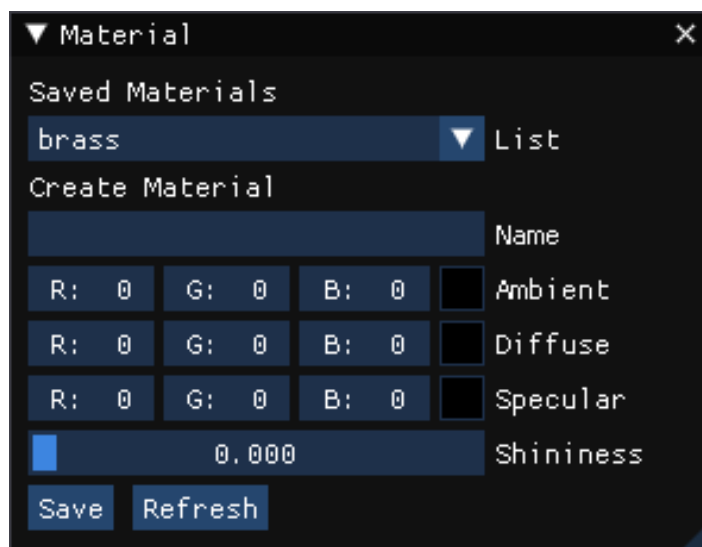 Material
Saved Materials
brass List
Create Material
Name
R: 0 G: 0 B: 0 Ambient
R: 0 G: 0 B: 0 Diffuse
R: 0 G: 0 B: 0 Specular
0.000 Shininess
Save Refresh